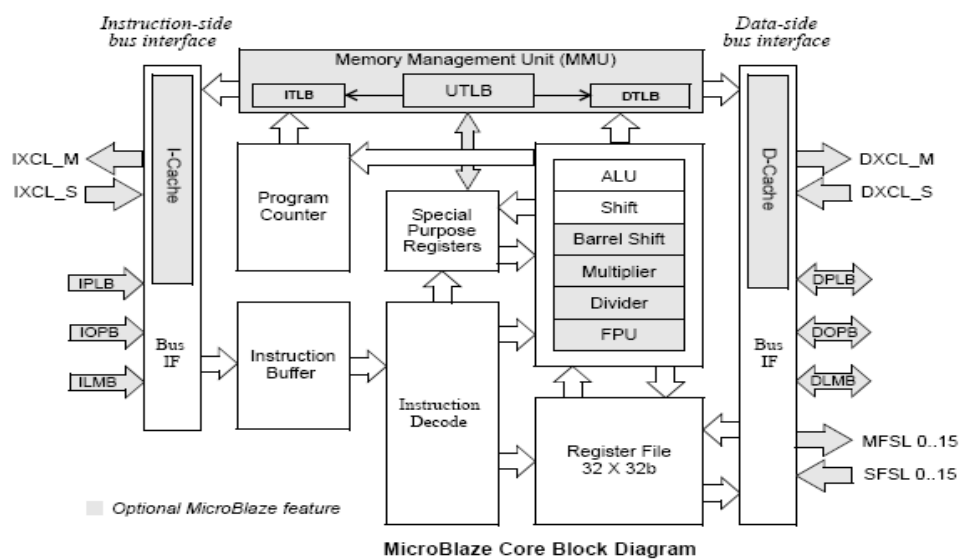 Instruction-side
bus interface
Data-side
bus interface
Memory Management Unit (MMU)
ITLB
UTLB
DTLB
I-Cache
D-Cache
IXCL_M
IXCL_S
DXCL_M
DXCL_S
Program
Counter
Special
Purpose
Registers
ALU
Shift
Barrel Shift
Multiplier
Divider
FPU
IPLB
IOPB
ILMB
Bus
IF
Instruction
Buffer
Instruction
Decode
Register File
32 X 32b
Bus
IF
DPLB
DOPB
DLMB
MFSL 0..15
SFSL 0..15
Optional MicroBlaze feature
MicroBlaze Core Block Diagram